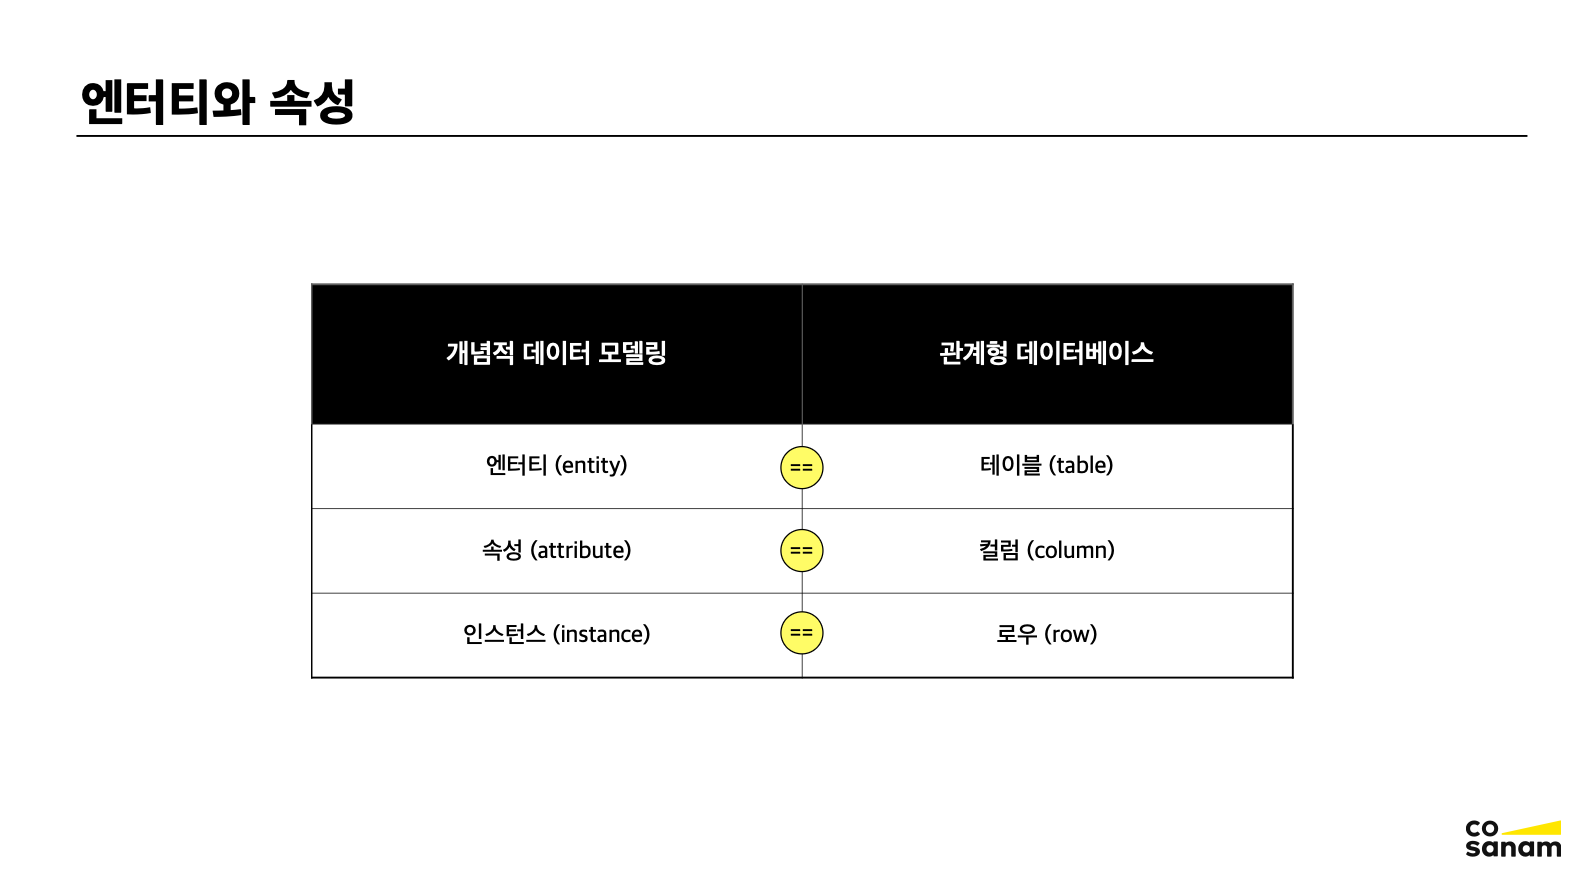 엔터티와 속성
개념적 데이터 모델링 관계형 데이터베이스
엔터티 (entity) == 테이블 (table)
속성 (attribute) == 컬럼 (column)
인스턴스 (instance) == 로우 (row)
co
sanam